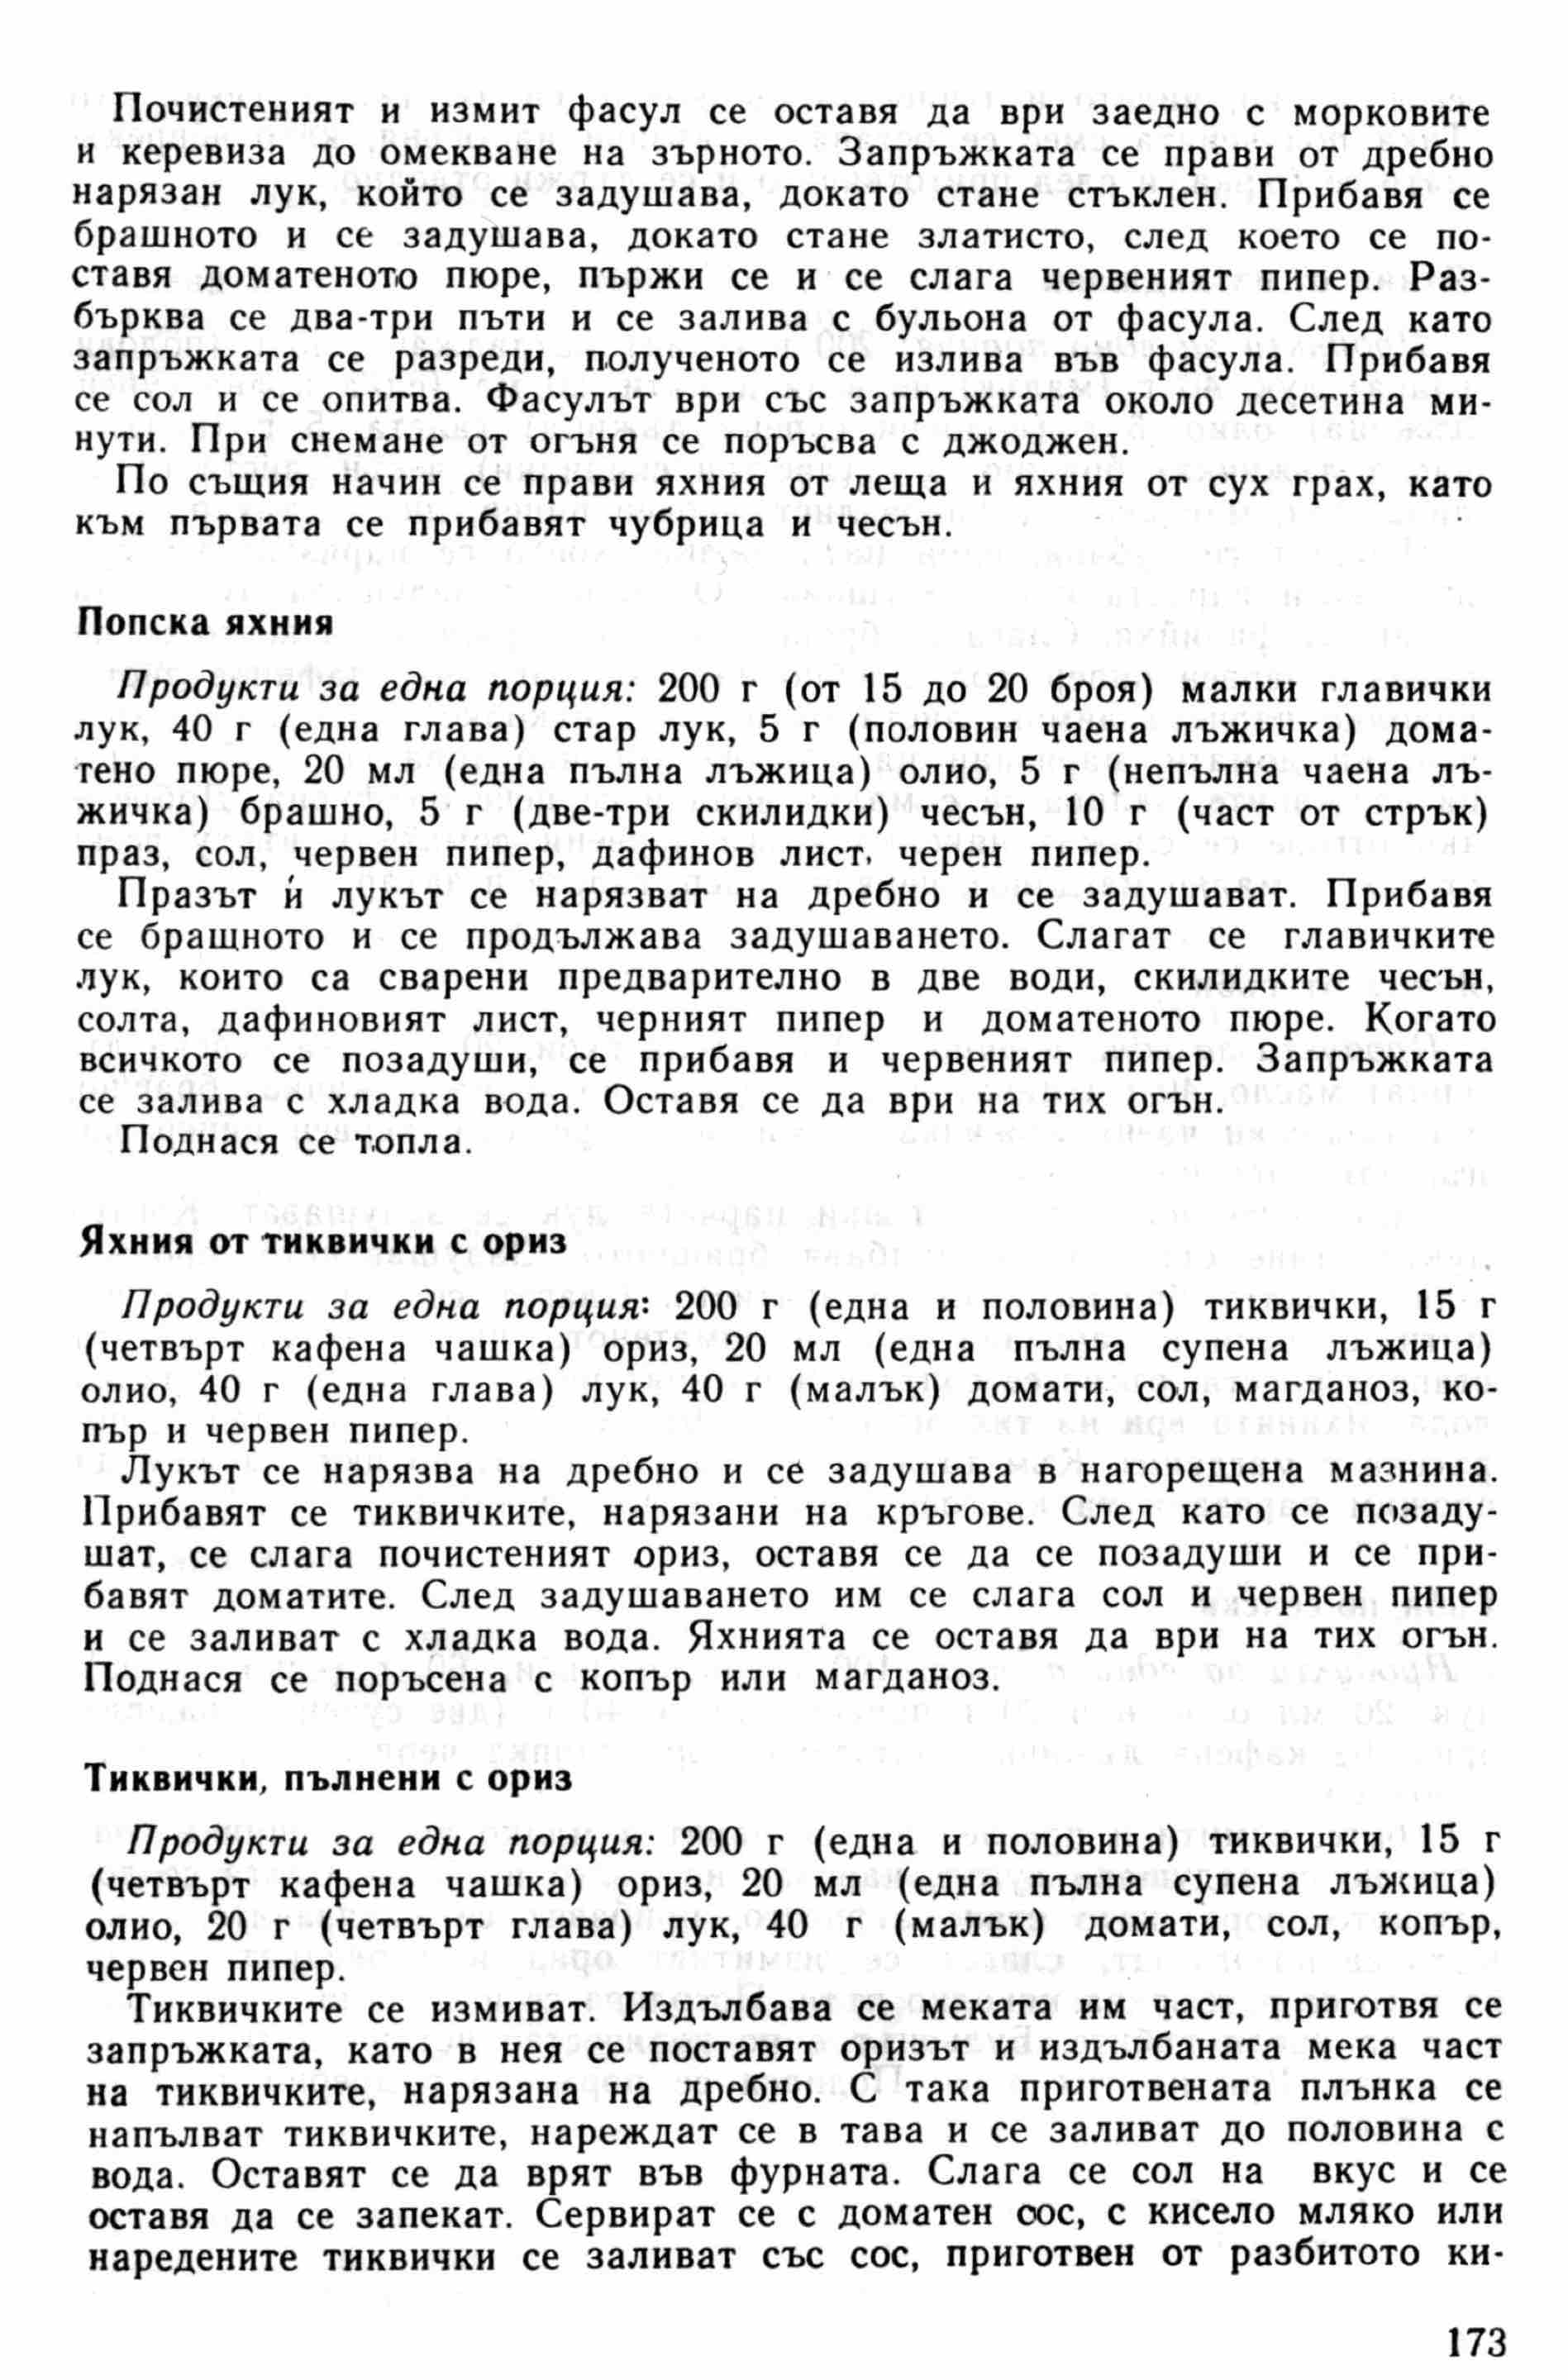 Почистеният и измит фасул се оставя да ври заедно с морковите
и керевиза до омекване на зърното. Запръжката се прави от дребно
нарязан лук, който се задушава, докато стане стъклен. Прибавя се
брашното и се задушава, докато стане златисто, след което се по-
ставя доматеното пюре, пържи се и се слага червеният пипер. Раз-
бърква се два-три пъти и се залива с бульона от фасула. След като
запръжката се разреди, полученото се излива във фасула. Прибавя
се сол и се опитва. Фасулът ври със запръжката около десетина ми-
нути. При снемане от огъня се поръсва с джоджен.
По същия начин се прави яхния от леща и яхния от сух грах, като
към първата се прибавят чубрица и чесън.
Попска яхния
Продукти за една порция: 200 г (от 15 до 20 броя) малки главички
лук, 40 г (една глава) стар лук, 5 г (половин чаена лъжичка) дома-
тено пюре, 20 мл (една пълна лъжица) олио, 5 г (непълна чаена лъ-
жичка) брашно, 5 г (две-три скилидки) чесън, 10 г (част от стрък)
праз, сол, червен пипер, дафинов лист, черен пипер.
Празът и лукът се нарязват на дребно и се задушават. Прибавя
се бращното и се продължава задушаването. Слагат се главичките
лук, които са сварени предварително в две води, скилидките чесън,
солта, дафиновият лист, черният пипер и доматеното пюре. Когато
всичкото се позадуши, се прибавя и червеният пипер. Запръжката
се залива с хладка вода. Оставя се да ври на тих огън.
Поднася се топла.
Яхния от тиквички с ориз
Продукти за една порция: 200 г (една и половина) тиквички, 15 г
(четвърт кафена чашка) ориз, 20 мл (една пълна супена лъжица)
олио, 40 г (една глава) лук, 40 г (малък) домати, сол, магданоз, ко-
пър и червен пипер.
Лукът се нарязва на дребно и се задушава в нагорещена мазнина.
Прибавят се тиквичките, нарязани на кръгове. След като се позаду-
шат, се слага почистеният ориз, оставя се да се позадуши и се при-
бавят доматите. След задушаването им се слага сол и червен пипер
и се заливат с хладка вода. Яхнията се оставя да ври на тих огън.
Поднася се поръсена с копър или магданоз.
Тиквички, пълнени с ориз
Продукти за една порция: 200 г (една и половина) тиквички, 15 г
(четвърт кафена чашка) ориз, 20 мл (една пълна супена лъжица)
олио, 20 г (четвърт глава) лук, 40 г (малък) домати, сол, копър,
червен пипер.
Тиквичките се измиват. Издълбава се меката им част, приготвя се
запръжката, като в нея се поставят оризът и издълбаната мека част
на тиквичките, нарязана на дребно. С така приготвената плънка се
напълват тиквичките, нареждат се в тава и се заливат до половина с
вода. Оставят се да врят във фурната. Слага се сол на вкус и се
оставя да се запекат. Сервират се с доматен сос, с кисело мляко или
наредените тиквички се заливат със сос, приготвен от разбитото ки-
173